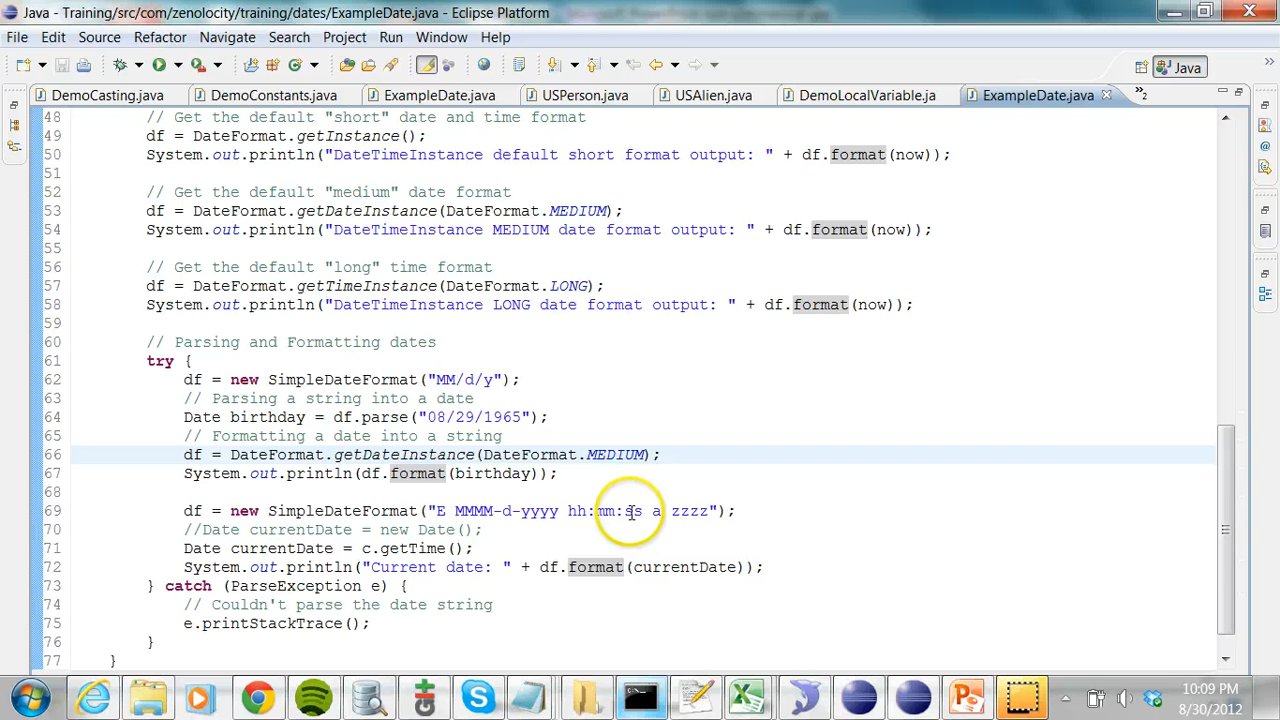 Java - Training/src/com/zenolocity/training/dates/ExampleDate.java - Eclipse Platform
File Edit Source Refactor Navigate Search Project Run Window Help
Java
DemoCasting.java DemoConstants.java ExampleDate.java USPerson.java USAlien.java DemoLocalVariable.ja ExampleDate.java »2
48 // Get the default "short" date and time format
49 df = DateFormat.getInstance();
50 System.out.println("DateTimeInstance default short format output: " + df.format(now));
51
52 // Get the default "medium" date format
53 df = DateFormat.getDateInstance(DateFormat.MEDIUM);
54 System.out.println("DateTimeInstance MEDIUM date format output: " + df.format(now));
55
56 // Get the default "long" time format
57 df = DateFormat.getTimeInstance(DateFormat.LONG);
58 System.out.println("DateTimeInstance LONG date format output: " + df.format(now));
59
60 // Parsing and Formatting dates
61 try {
62 df = new SimpleDateFormat("MM/d/y");
63 // Parsing a string into a date
64 Date birthday = df.parse("08/29/1965");
65 // Formatting a date into a string
66 df = DateFormat.getDateInstance(DateFormat.MEDIUM);
67 System.out.println(df.format(birthday));
68
69 df = new SimpleDateFormat("E MMMM-d-yyyy hh:mm:ss a zzzz");
70 //Date currentDate = new Date();
71 Date currentDate = c.getTime();
72 System.out.println("Current date: " + df.format(currentDate));
73 } catch (ParseException e) {
74 // Couldn't parse the date string
75 e.printStackTrace();
76 }
77 }
10:09 PM
8/30/2012